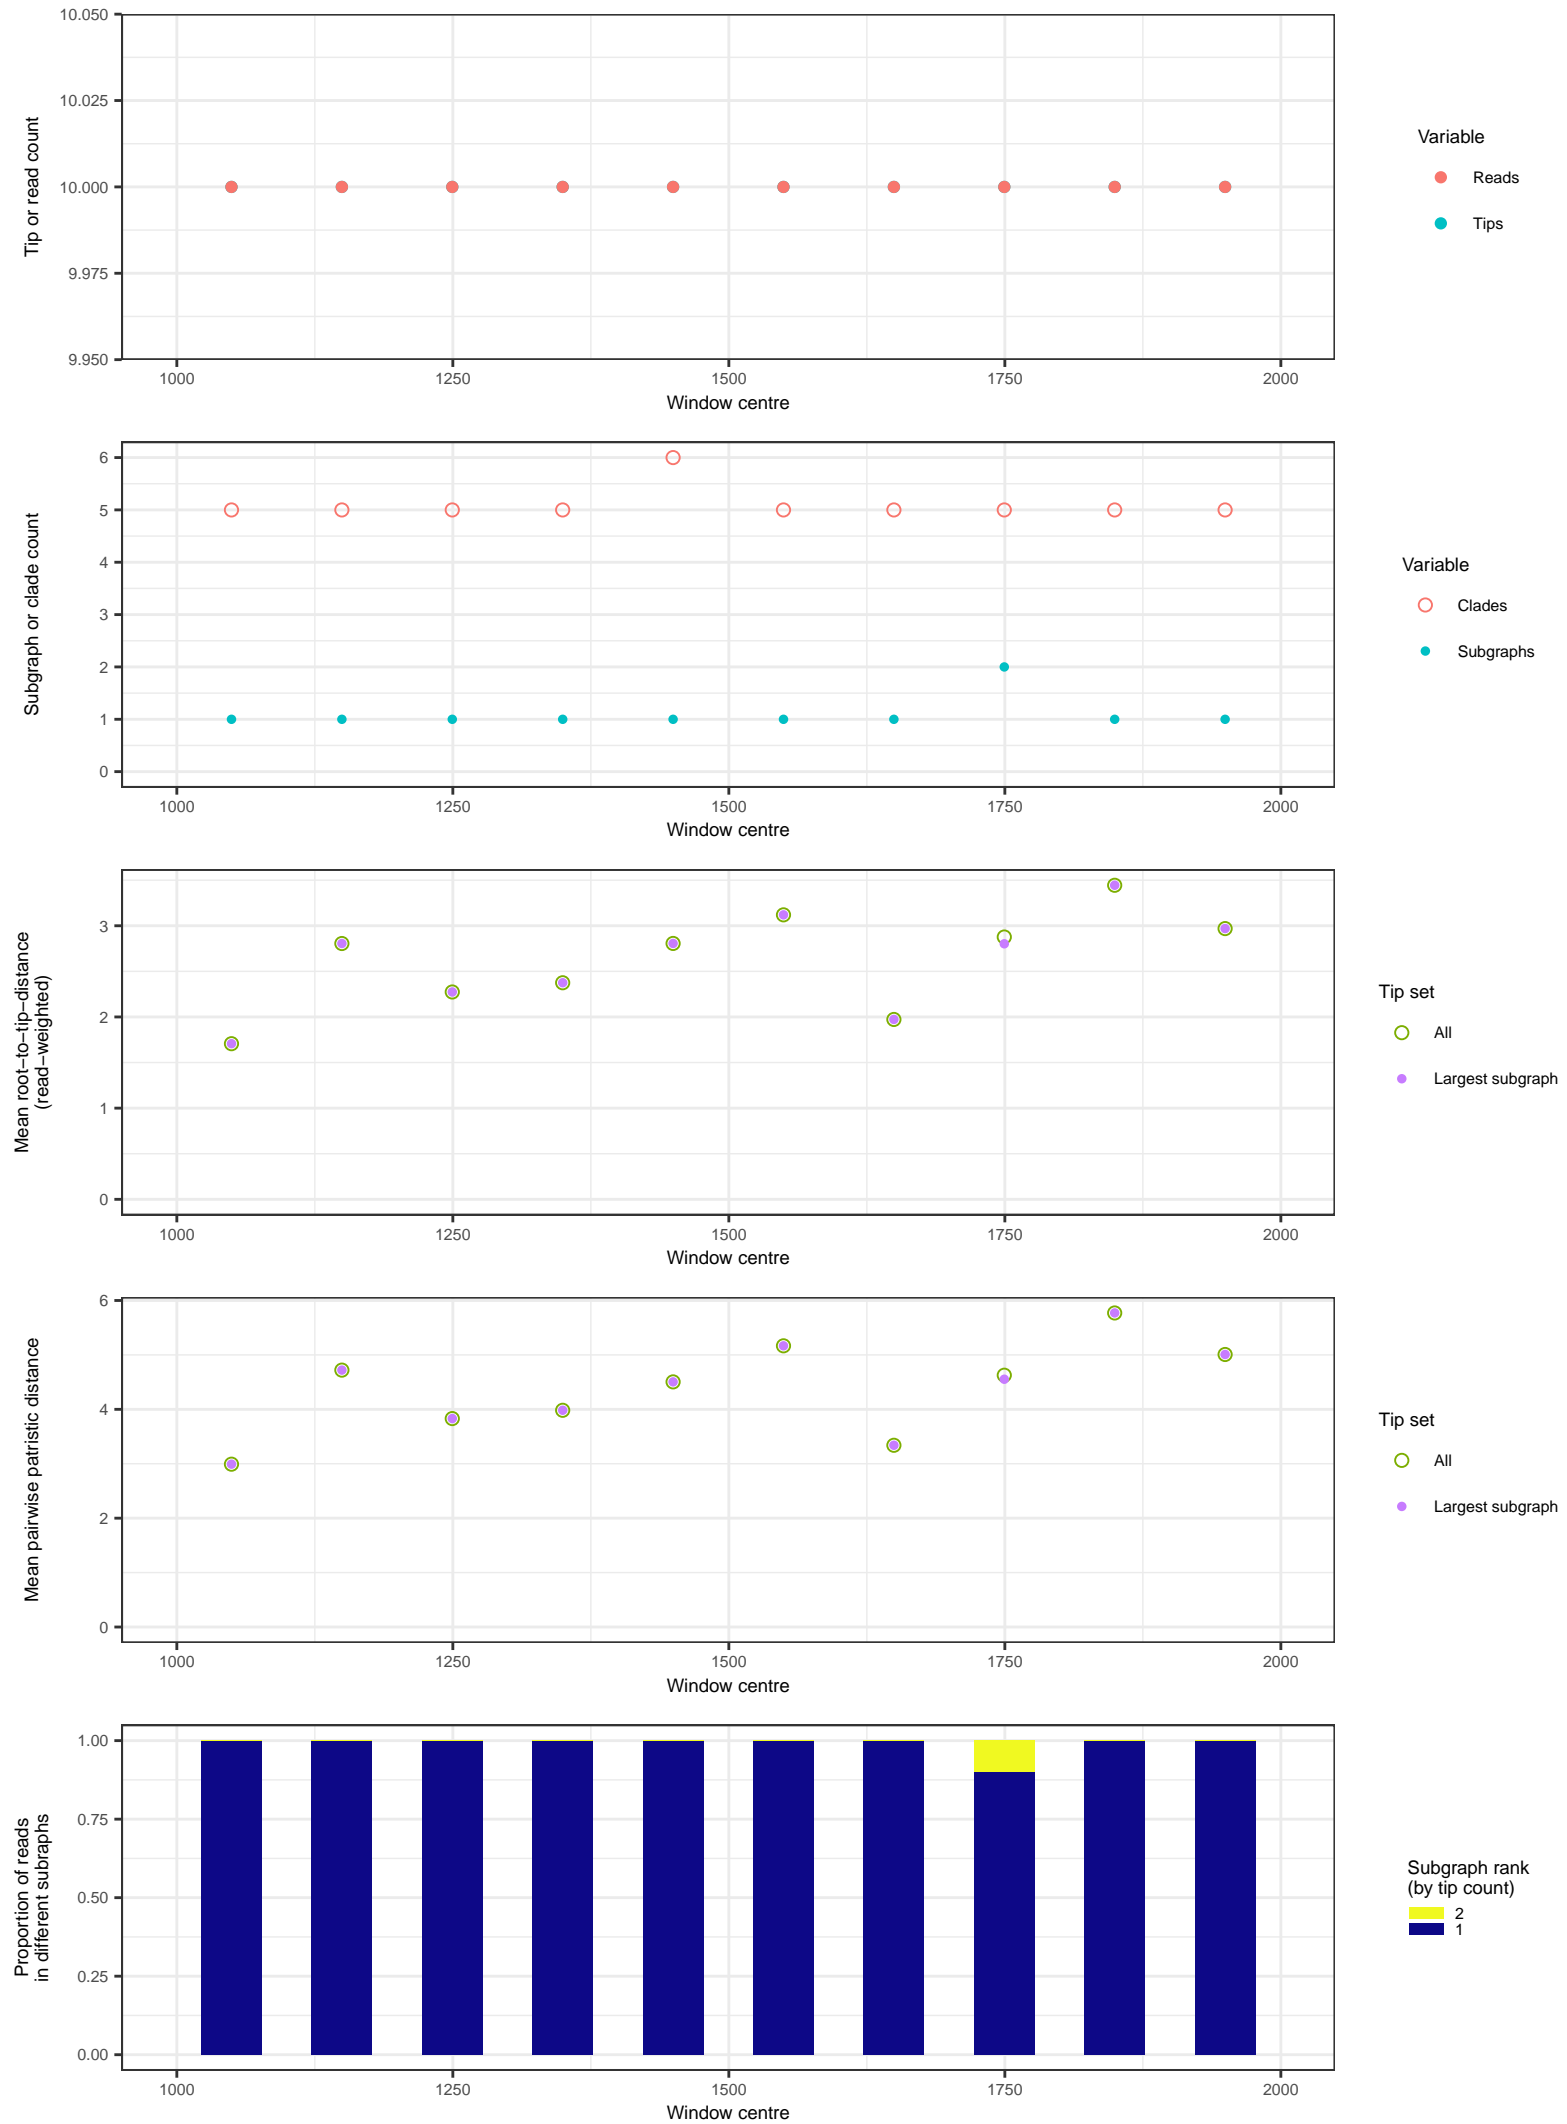 10.050
10.025
10.000
9.975
9.950
Tip or read count
1000 1250 1500 1750 2000
Window centre
Variable
Reads
Tips
6
5
4
3
2
1
0
Subgraph or clade count
1000 1250 1500 1750 2000
Window centre
Variable
Clades
Subgraphs
3
2
1
0
Mean root−to−tip−distance
(read−weighted)
1000 1250 1500 1750 2000
Window centre
Tip set
All
Largest subgraph
6
4
2
0
Mean pairwise patristic distance
1000 1250 1500 1750 2000
Window centre
Tip set
All
Largest subgraph
1.00
0.75
0.50
0.25
0.00
Proportion of reads
in different subraphs
1000 1250 1500 1750 2000
Window centre
Subgraph rank
(by tip count)
2
1